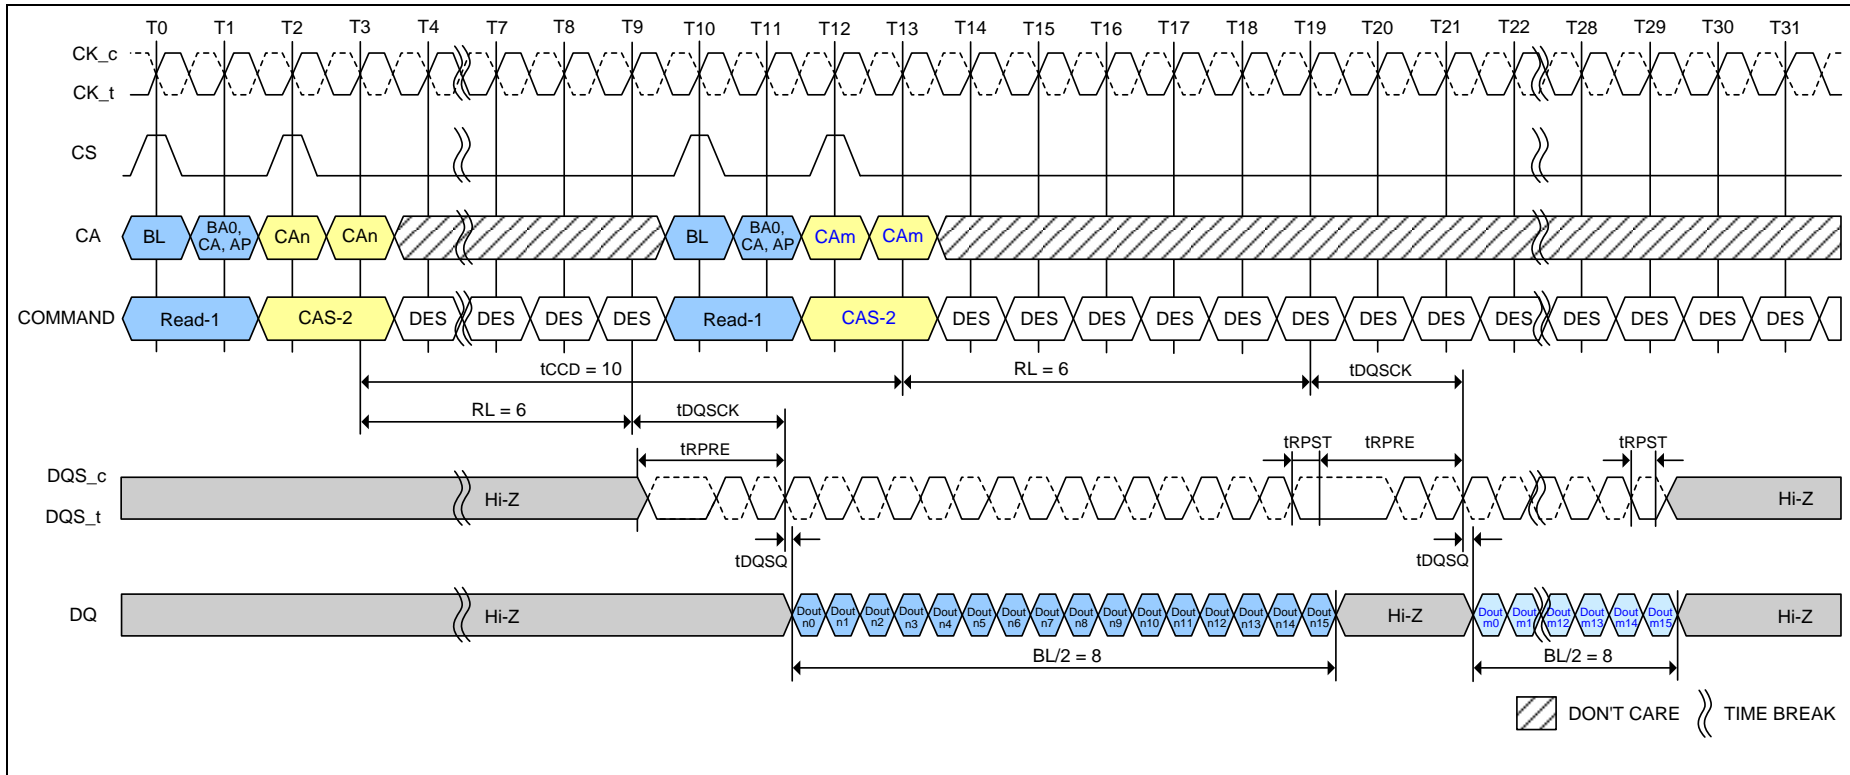 T0 T1 T2 T3 T4 T7 T8 T9 T10 T11 T12 T13 T14 T15 T16 T17 T18 T19 T20 T21 T22 T28 T29 T30 T31
CK_c
CK_t
CS
CA BL BA0, CA, AP CAn CAn BL BA0, CA, AP CAm CAm
COMMAND Read-1 CAS-2 DES DES DES DES Read-1 CAS-2 DES DES DES DES DES DES DES DES DES DES DES DES DES
tCCD = 10 RL = 6 tDQSCK
RL = 6 tDQSCK
tRPRE tRPST tRPRE tRPST
DQS_c
Hi-Z Hi-Z
DQS_t
tDQSQ tDQSQ
DQ Hi-Z Dout n0 Dout n1 Dout n2 Dout n3 Dout n4 Dout n5 Dout n6 Dout n7 Dout n8 Dout n9 Dout n10 Dout n11 Dout n12 Dout n13 Dout n14 Dout n15 Hi-Z Dout m0 Dout m1 Dout m12 Dout m13 Dout m14 Dout m15 Hi-Z
BL/2 = 8 BL/2 = 8
DON'T CARE TIME BREAK